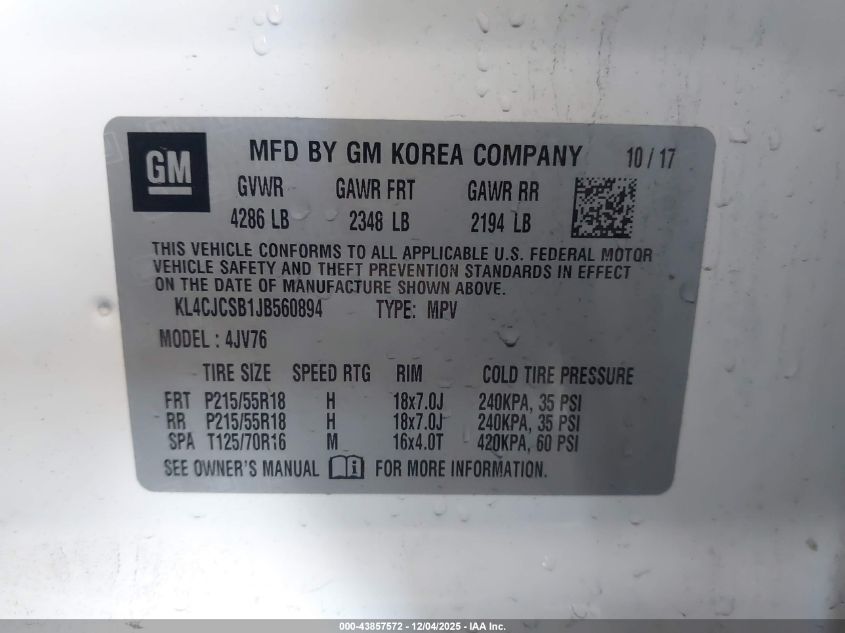 GM
MFD BY GM KOREA COMPANY 10/17
GVWR GAWR FRT GAWR RR
4286 LB 2348 LB 2194 LB
THIS VEHICLE CONFORMS TO ALL APPLICABLE U.S. FEDERAL MOTOR
VEHICLE SAFETY AND THEFT PREVENTION STANDARDS IN EFFECT
ON THE DATE OF MANUFACTURE SHOWN ABOVE.
KL4CJCSB1JB560894 TYPE: MPV
MODEL : 4JV76
TIRE SIZE SPEED RTG RIM COLD TIRE PRESSURE
FRT P215/55R18 H 18x7.0J 240KPA, 35 PSI
RR P215/55R18 H 18x7.0J 240KPA, 35 PSI
SPA T125/70R16 M 16x4.0T 420KPA, 60 PSI
SEE OWNER'S MANUAL i FOR MORE INFORMATION.
000-43857572 - 12/04/2025 - IAA Inc.